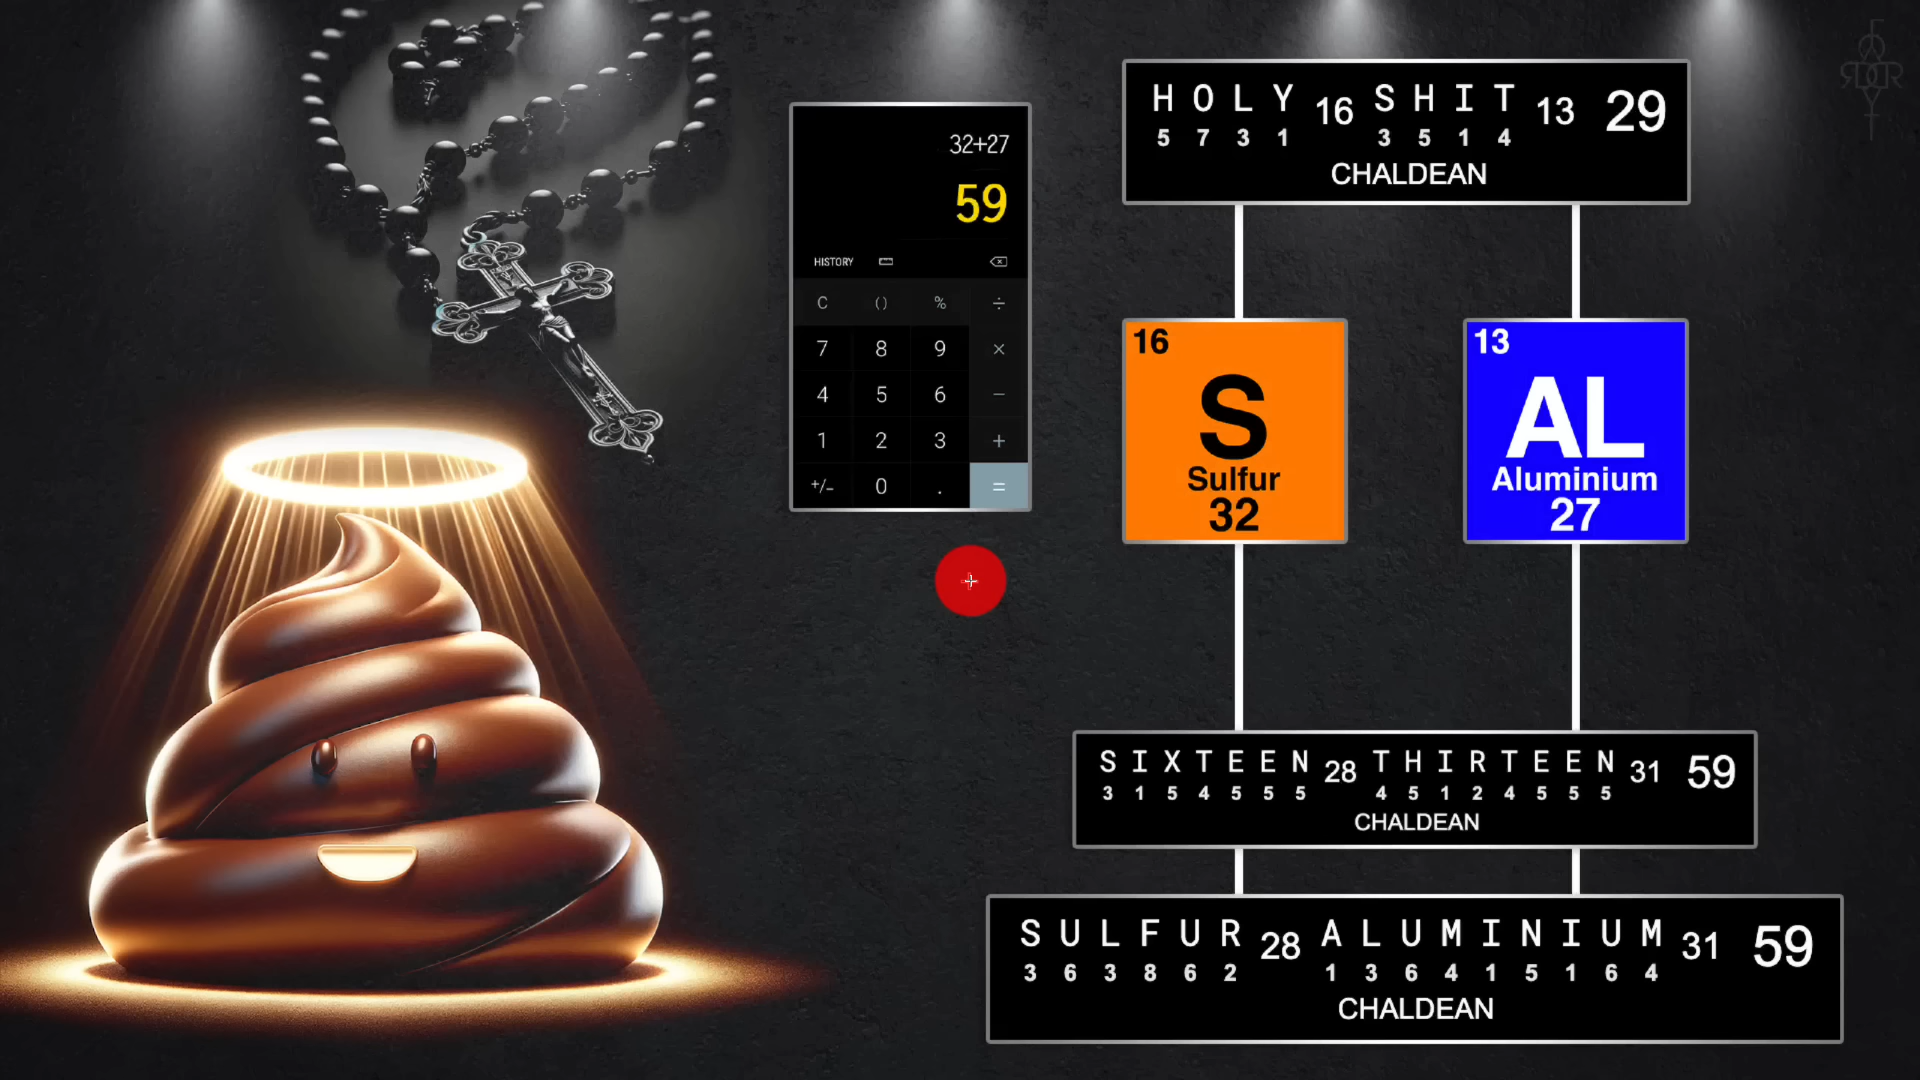 H O L Y 16 S H I T 13 29
5 7 3 1 3 5 1 4
CHALDEAN
32+27
59
HISTORY
C () % ÷
7 8 9 ×
4 5 6 −
1 2 3 +
+/− 0 . =
16
S
Sulfur
32
13
AL
Aluminium
27
S I X T E E N 28 T H I R T E E N 31 59
3 1 5 4 5 5 5 4 5 1 2 4 5 5 5
CHALDEAN
S U L F U R 28 A L U M I N I U M 31 59
3 6 3 8 6 2 1 3 6 4 1 5 1 6 4
CHALDEAN